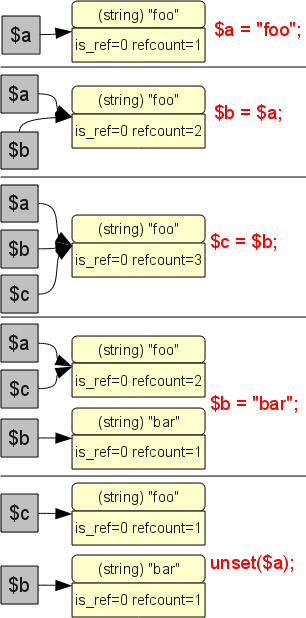 $a
(string) "foo"
is_ref=0 refcount=1
$a = "foo";
$a
$b
(string) "foo"
is_ref=0 refcount=2
$b = $a;
$a
$b
$c
(string) "foo"
is_ref=0 refcount=3
$c = $b;
$a
$c
(string) "foo"
is_ref=0 refcount=2
$b
(string) "bar"
is_ref=0 refcount=1
$b = "bar";
$c
(string) "foo"
is_ref=0 refcount=1
$b
(string) "bar"
is_ref=0 refcount=1
unset($a);